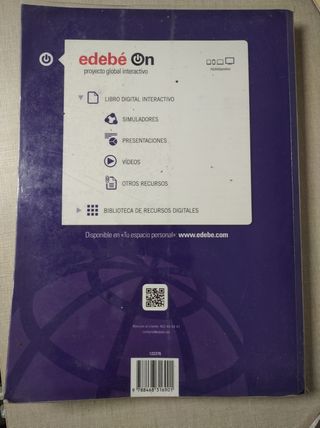 edebé On
proyecto global interactivo
LIBRO DIGITAL INTERACTIVO
SIMULADORES
PRESENTACIONES
VÍDEOS
OTROS RECURSOS
BIBLIOTECA DE RECURSOS DIGITALES
Disponible en «Tu espacio personal» www.edebe.com